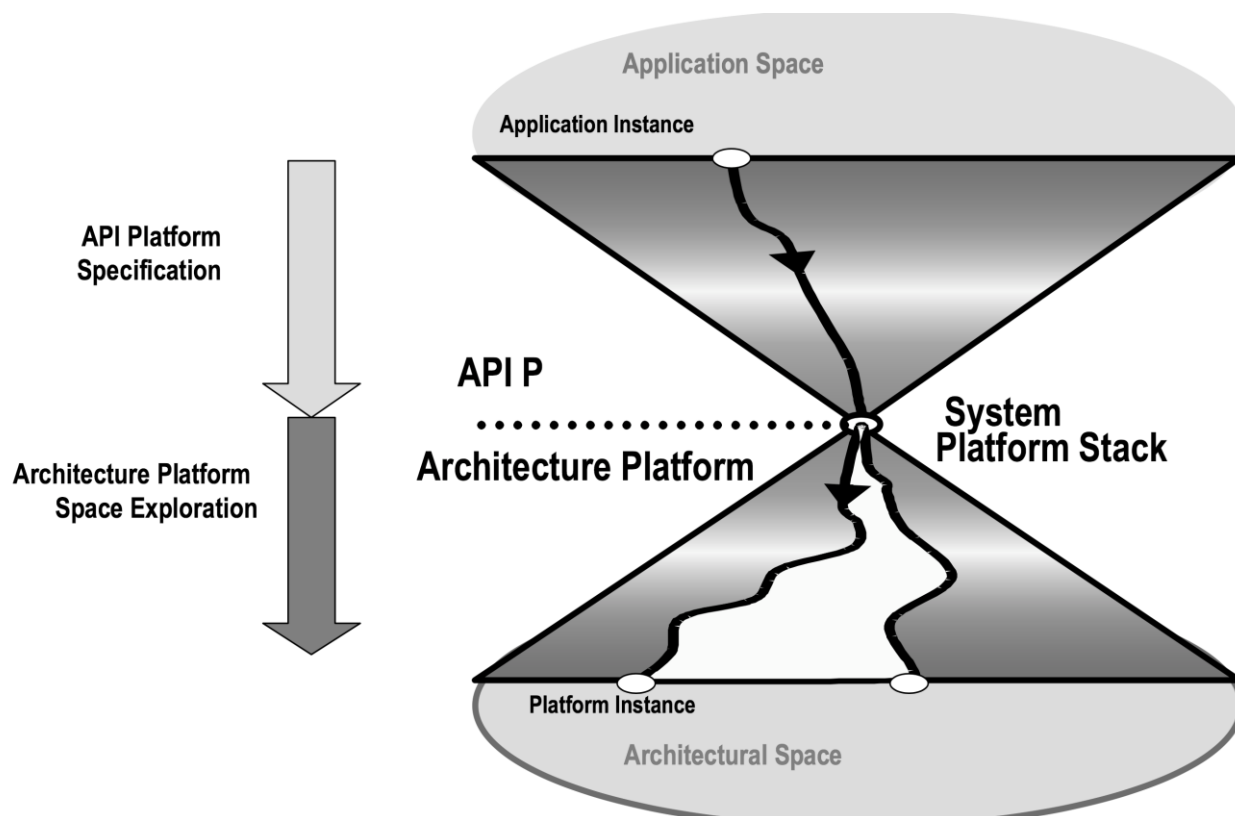 Application Space
Application Instance
API Platform
Specification
API P
System
Platform Stack
Architecture Platform
Architecture Platform
Space Exploration
Platform Instance
Architectural Space